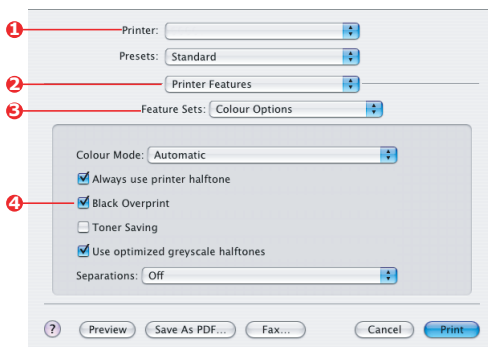 1 Printer:
Presets: Standard
2 Printer Features
3 Feature Sets: Colour Options
Colour Mode: Automatic
Always use printer halftone
4 Black Overprint
Toner Saving
Use optimized greyscale halftones
Separations: Off
? Preview Save As PDF... Fax... Cancel Print